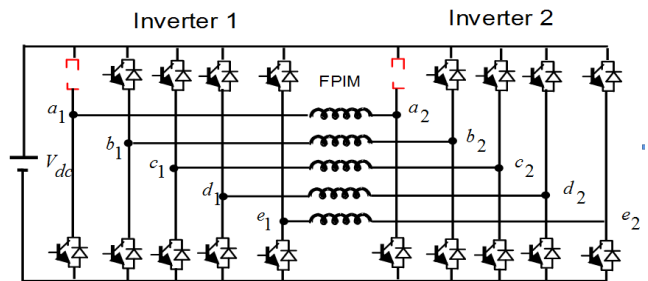 Inverter 1
Inverter 2
FPIM
a1
a2
b1
b2
Vdc
c1
c2
d1
d2
e1
e2